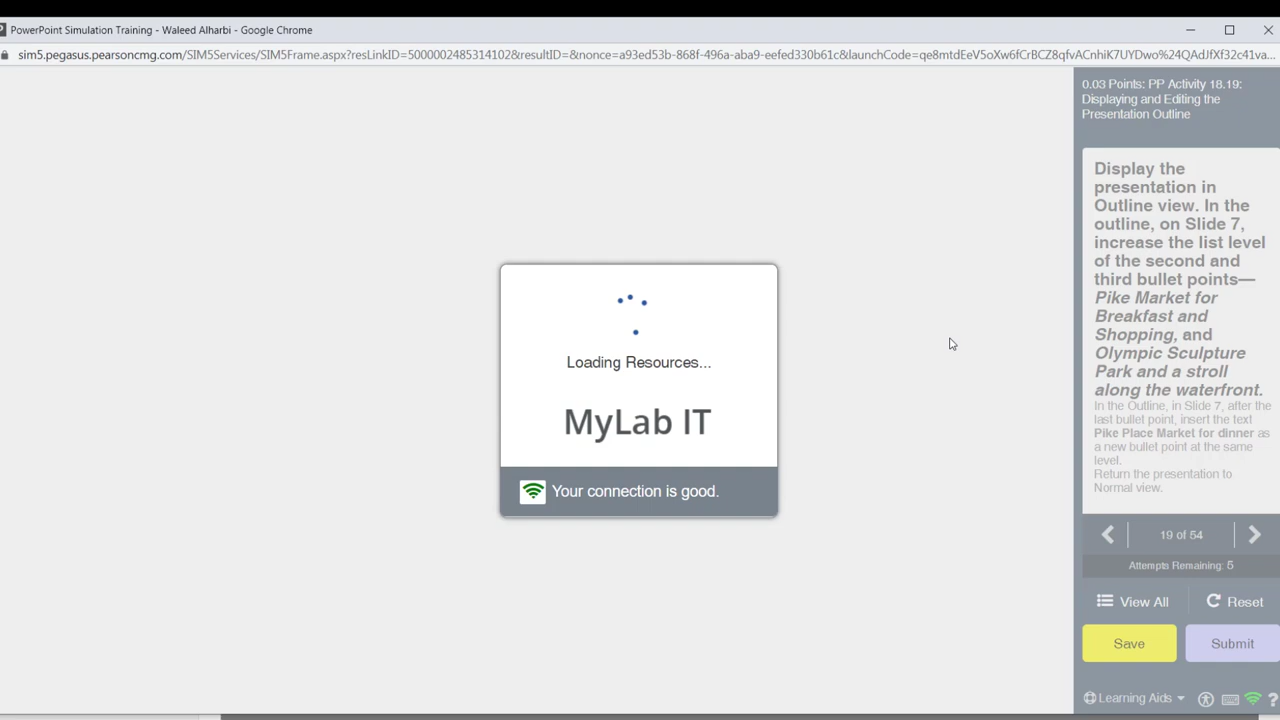 PowerPoint Simulation Training - Waleed Alharbi - Google Chrome
sim5.pegasus.pearsoncmg.com/SIM5Services/SIM5Frame.aspx?resLinkID=500000248531410​2&resultID=&nonce=a93ed53b-868f-496a-aba9-eefed330b61c&launchCode=qe8mtdEeV5oXw6fCrBCZ8qfvACnhiK7UYDwo%24QAdJfXf32c41va...
0.03 Points: PP Activity 18.19:
Displaying and Editing the
Presentation Outline
Display the
presentation in
Outline view. In the
outline, on Slide 7,
increase the list level
of the second and
third bullet points—
Pike Market for
Breakfast and
Shopping, and
Olympic Sculpture
Park and a stroll
along the waterfront.
In the Outline, in Slide 7, after the
last bullet point, insert the text
Pike Place Market for dinner as
a new bullet point at the same
level.
Return the presentation to
Normal view.
Loading Resources...
MyLab IT
Your connection is good.
19 of 54
Attempts Remaining: 5
View All
Reset
Save
Submit
Learning Aids
?